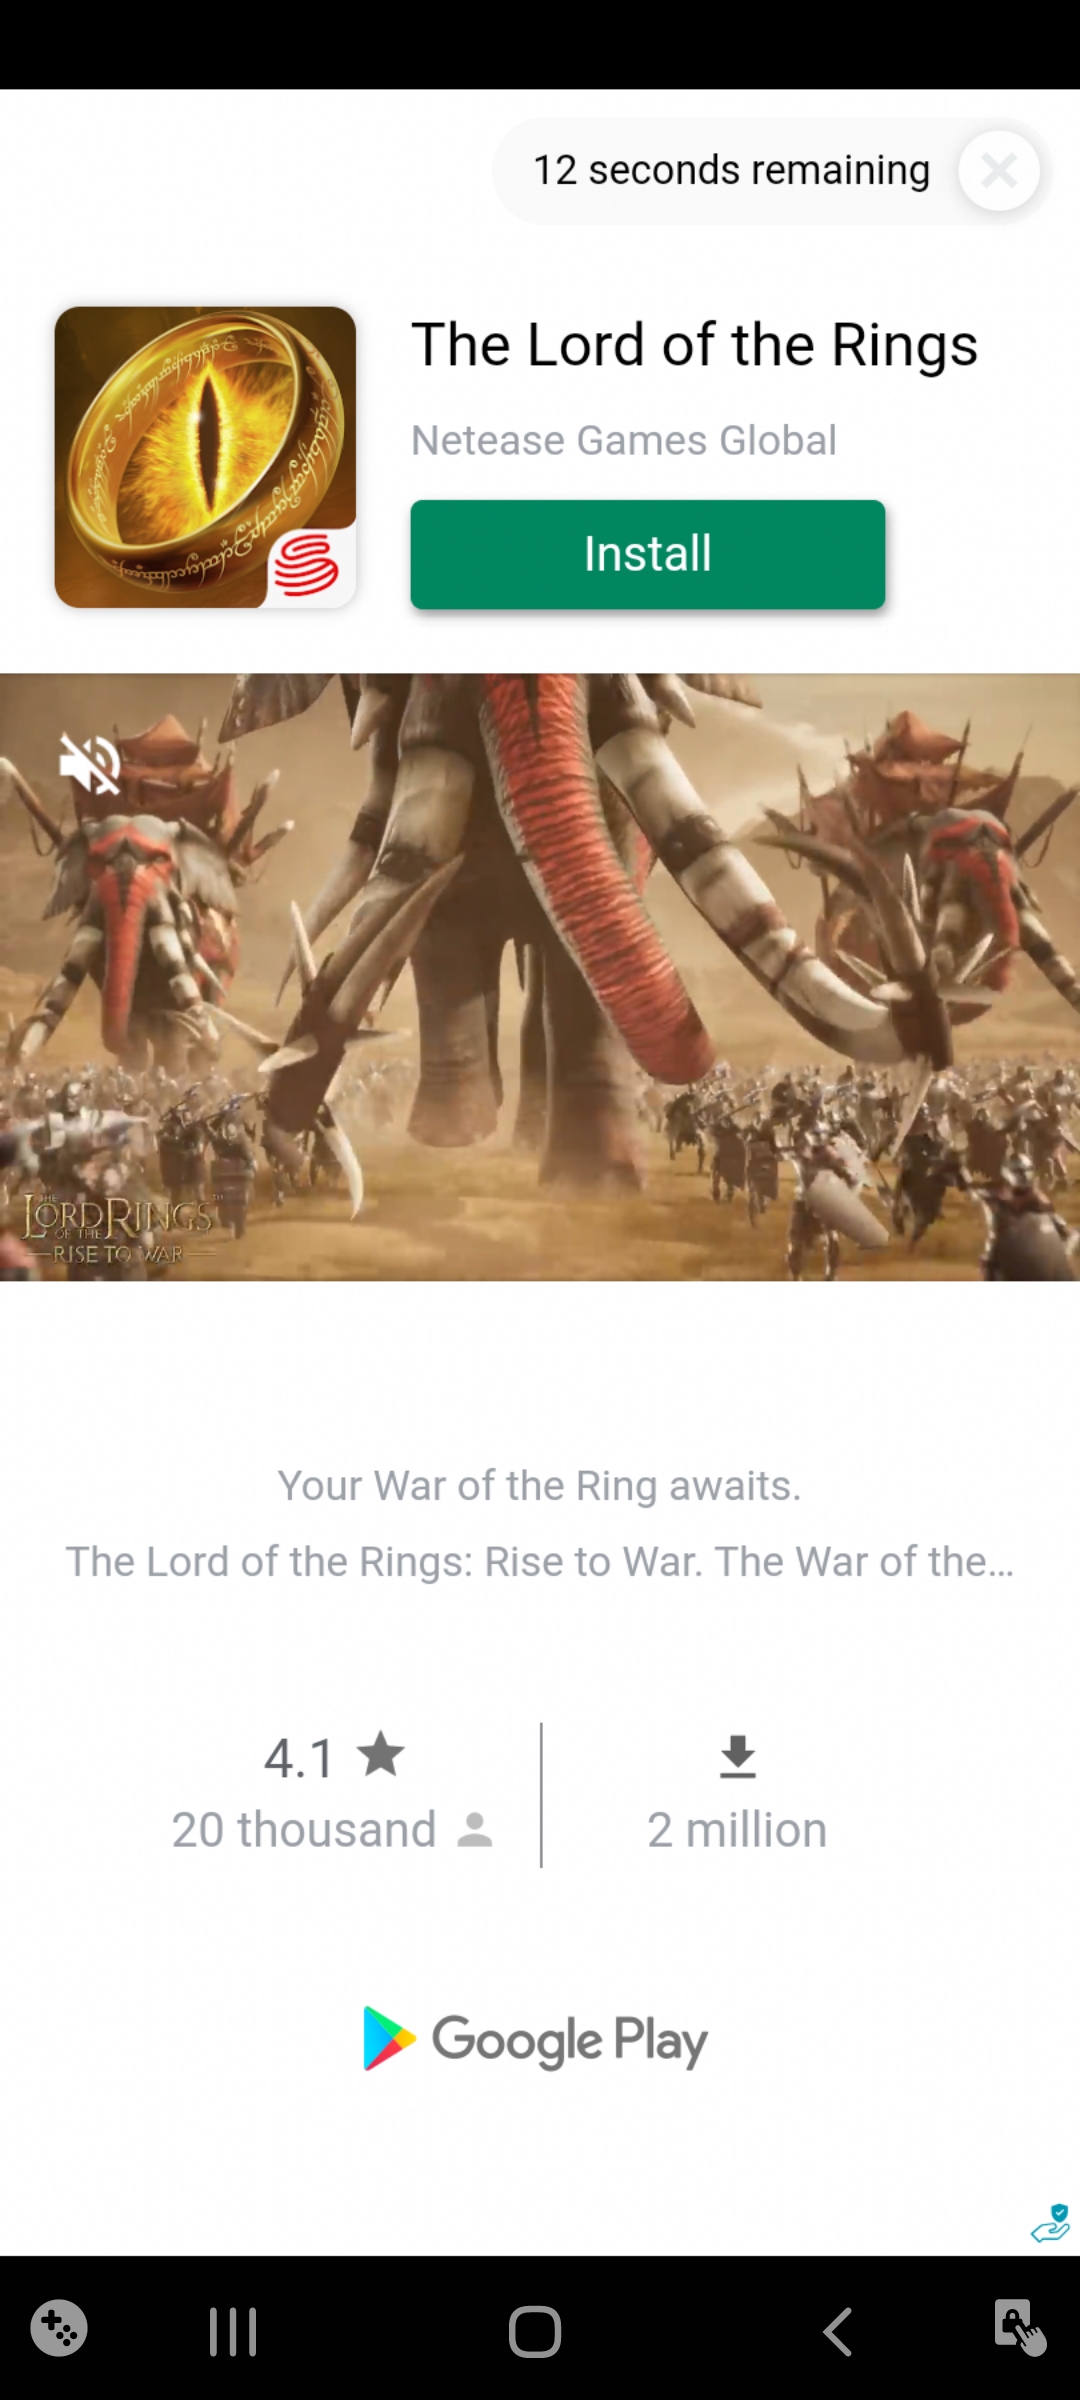 12 seconds remaining
The Lord of the Rings
Netease Games Global
Install
THE
LORD RINGS™
OF THE
RISE TO WAR
Your War of the Ring awaits.
The Lord of the Rings: Rise to War. The War of the...
4.1
20 thousand
2 million
Google Play